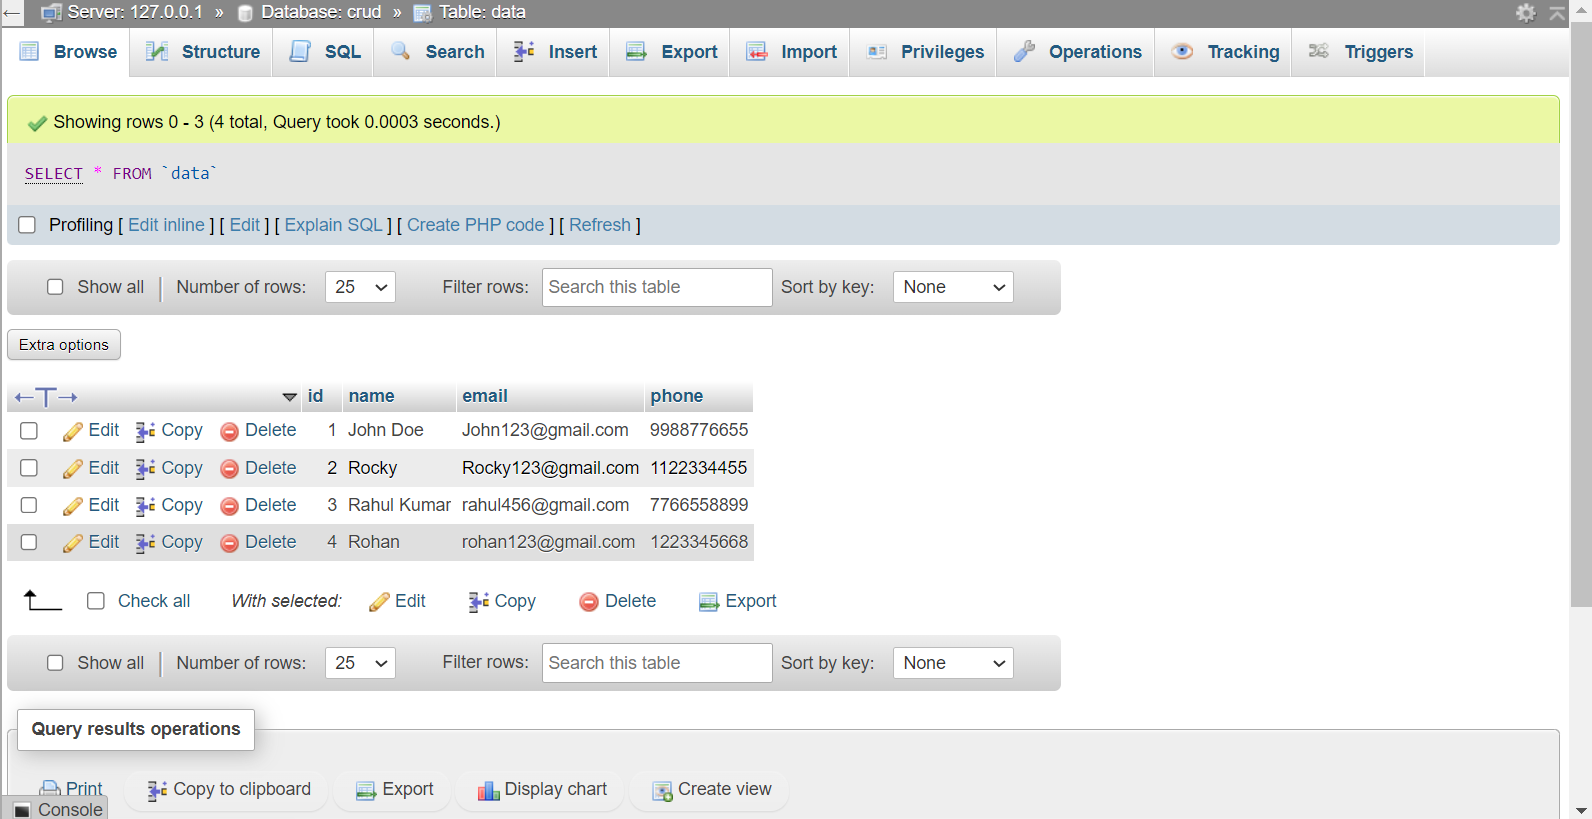 Server: 127.0.0.1 » Database: crud » Table: data
Browse Structure SQL Search Insert Export Import Privileges Operations Tracking Triggers
Showing rows 0 - 3 (4 total, Query took 0.0003 seconds.)
SELECT * FROM `data`
Profiling [ Edit inline ] [ Edit ] [ Explain SQL ] [ Create PHP code ] [ Refresh ]
Show all | Number of rows: 25 Filter rows: Search this table Sort by key: None
Extra options
id name email phone
Edit Copy Delete 1 John Doe John123@gmail.com 9988776655
Edit Copy Delete 2 Rocky Rocky123@gmail.com 1122334455
Edit Copy Delete 3 Rahul Kumar rahul456@gmail.com 7766558899
Edit Copy Delete 4 Rohan rohan123@gmail.com 1223345668
Check all With selected: Edit Copy Delete Export
Show all | Number of rows: 25 Filter rows: Search this table Sort by key: None
Query results operations
Print Copy to clipboard Export Display chart Create view
Console